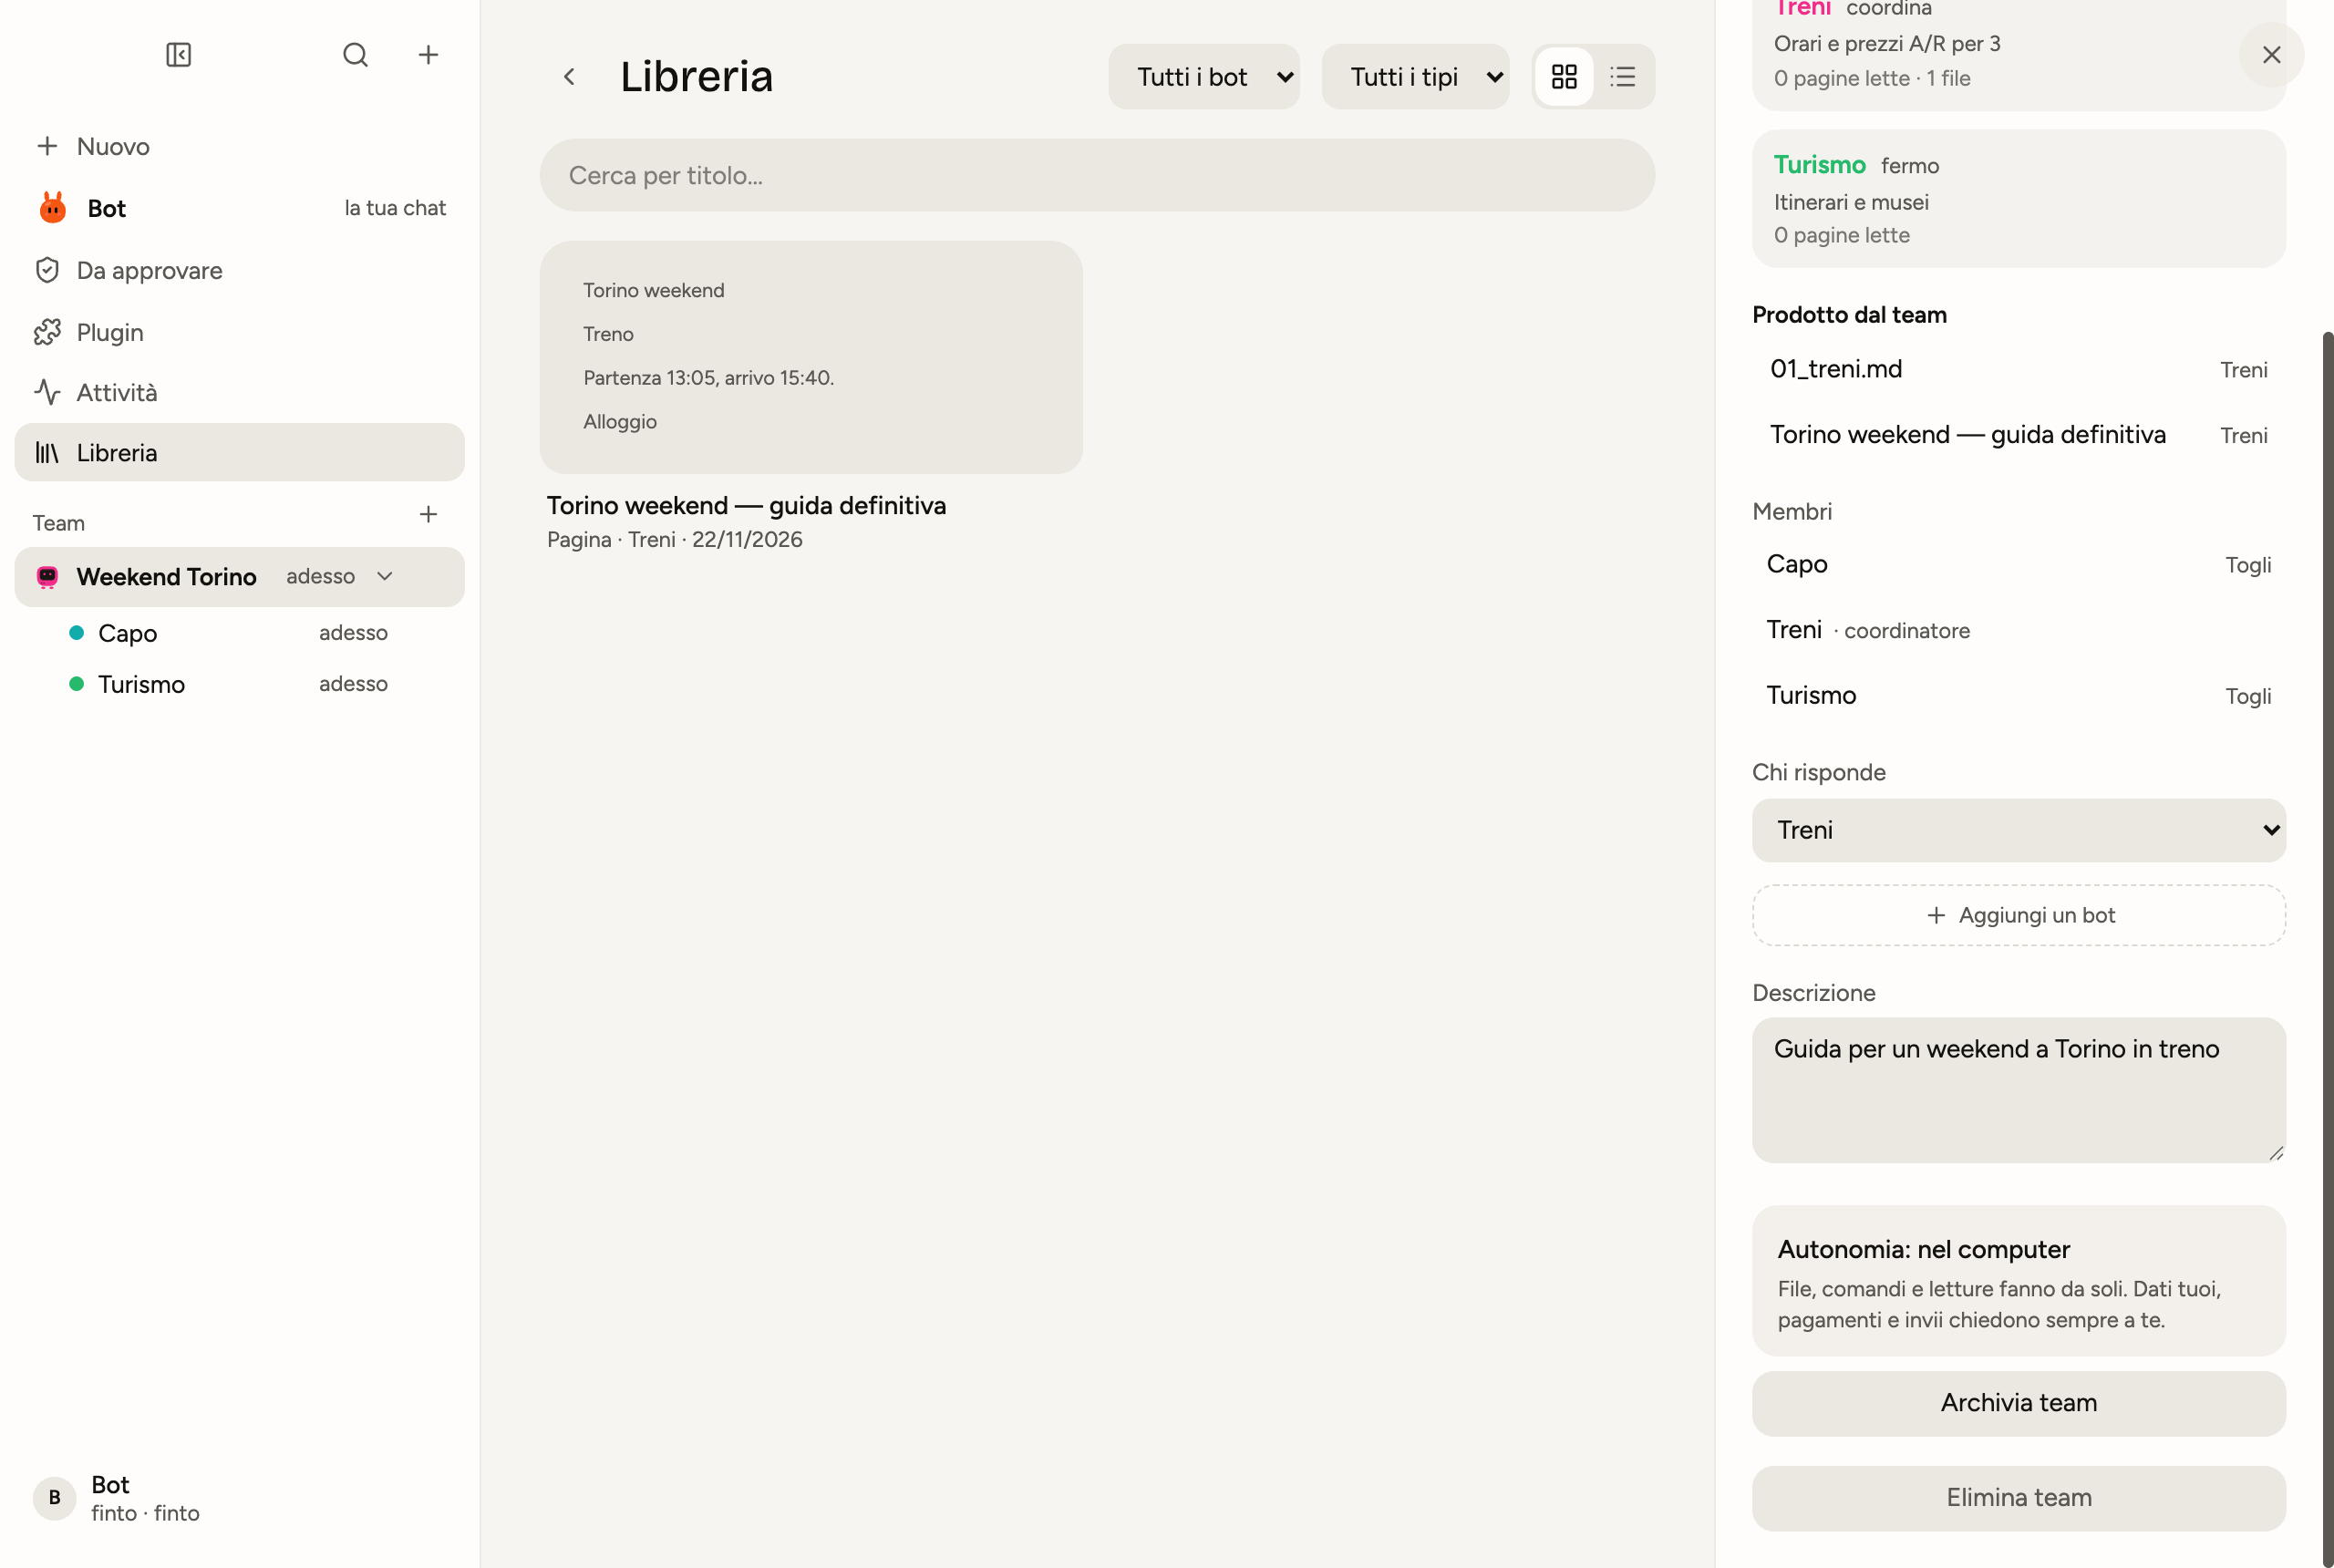 Nuovo
Bot la tua chat
Da approvare
Plugin
Attività
Libreria
Team
Weekend Torino adesso
Capo adesso
Turismo adesso
B
Bot
finto · finto
Libreria
Tutti i bot
Tutti i tipi
Cerca per titolo...
Torino weekend
Treno
Partenza 13:05, arrivo 15:40.
Alloggio
Torino weekend — guida definitiva
Pagina · Treni · 22/11/2026
Treni coordina
Orari e prezzi A/R per 3
0 pagine lette · 1 file
Turismo fermo
Itinerari e musei
0 pagine lette
Prodotto dal team
01_treni.md Treni
Torino weekend — guida definitiva Treni
Membri
Capo Togli
Treni · coordinatore
Turismo Togli
Chi risponde
Treni
Aggiungi un bot
Descrizione
Guida per un weekend a Torino in treno
Autonomia: nel computer
File, comandi e letture fanno da soli. Dati tuoi,
pagamenti e invii chiedono sempre a te.
Archivia team
Elimina team